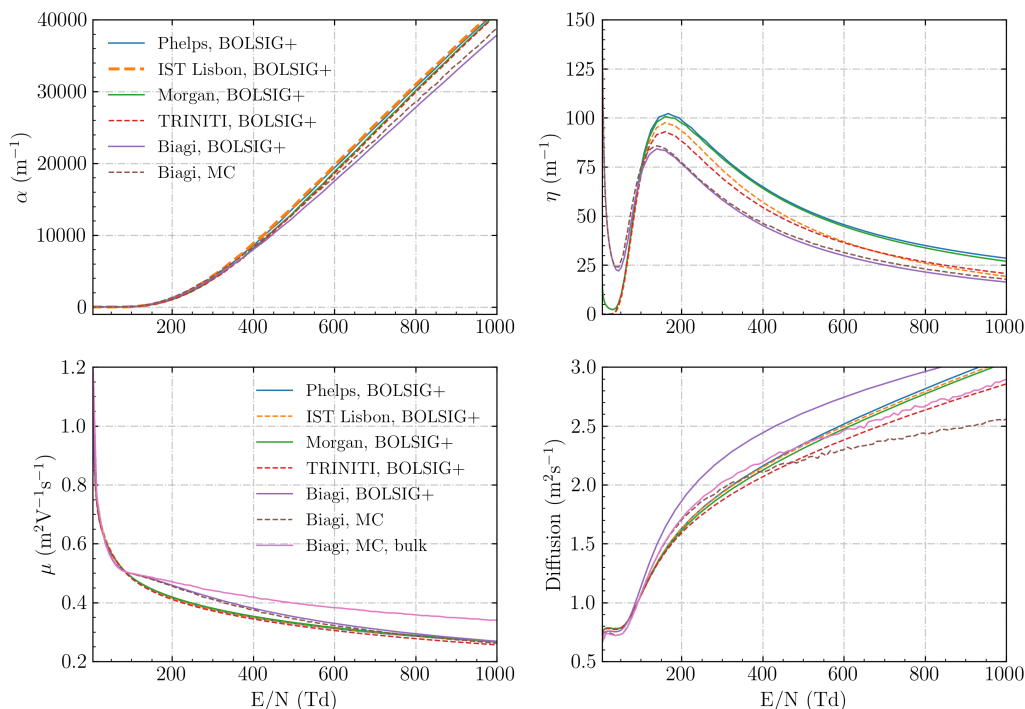 40000
30000
20000
10000
0
α (m⁻¹)
Phelps, BOLSIG+
IST Lisbon, BOLSIG+
Morgan, BOLSIG+
TRINITI, BOLSIG+
Biagi, BOLSIG+
Biagi, MC
200 400 600 800 1000
150
125
100
75
50
25
0
η (m⁻¹)
200 400 600 800 1000
1.2
1.0
0.8
0.6
0.4
0.2
μ (m²V⁻¹s⁻¹)
Phelps, BOLSIG+
IST Lisbon, BOLSIG+
Morgan, BOLSIG+
TRINITI, BOLSIG+
Biagi, BOLSIG+
Biagi, MC
Biagi, MC, bulk
200 400 600 800 1000
E/N (Td)
3.0
2.5
2.0
1.5
1.0
0.5
Diffusion (m²s⁻¹)
200 400 600 800 1000
E/N (Td)